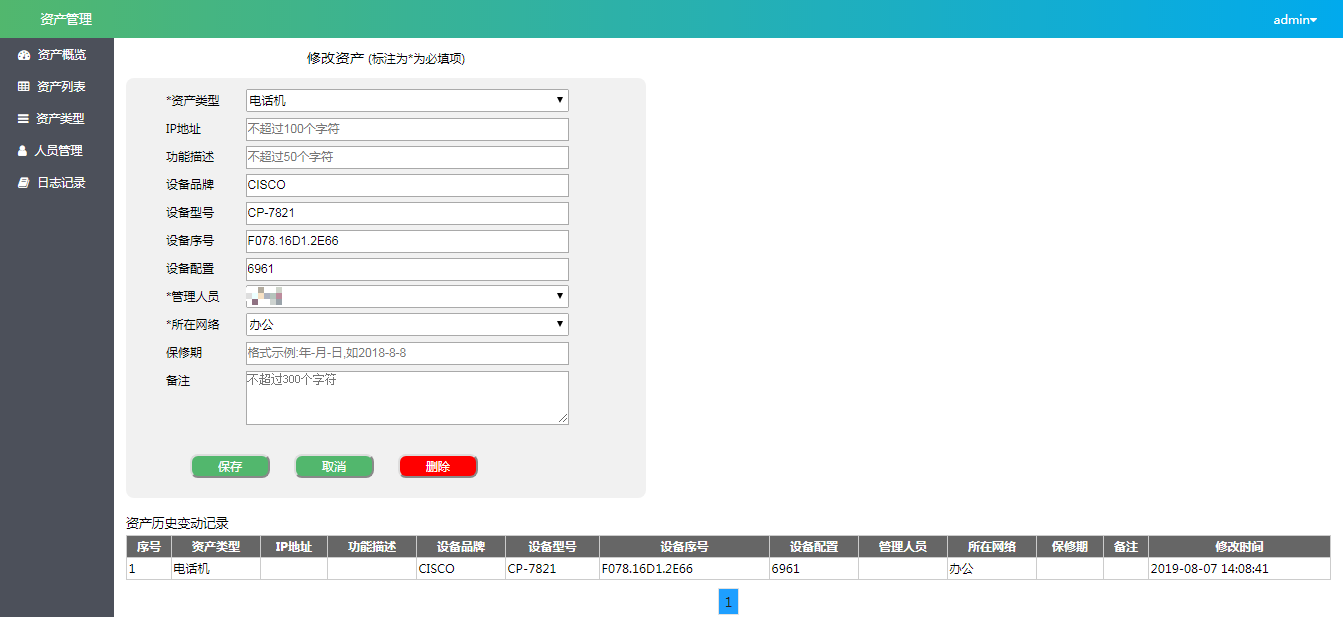 资产管理
admin
资产概览
资产列表
资产类型
人员管理
日志记录
修改资产 (标注为*为必填项)
*资产类型 电话机
IP地址 不超过100个字符
功能描述 不超过50个字符
设备品牌 CISCO
设备型号 CP-7821
设备序号 F078.16D1.2E66
设备配置 6961
*管理人员
*所在网络 办公
保修期 格式示例:年-月-日,如2018-8-8
备注 不超过300个字符
保存 取消 删除
资产历史变动记录
序号 资产类型 IP地址 功能描述 设备品牌 设备型号 设备序号 设备配置 管理人员 所在网络 保修期 备注 修改时间
1 电话机 CISCO CP-7821 F078.16D1.2E66 6961 办公 2019-08-07 14:08:41
1